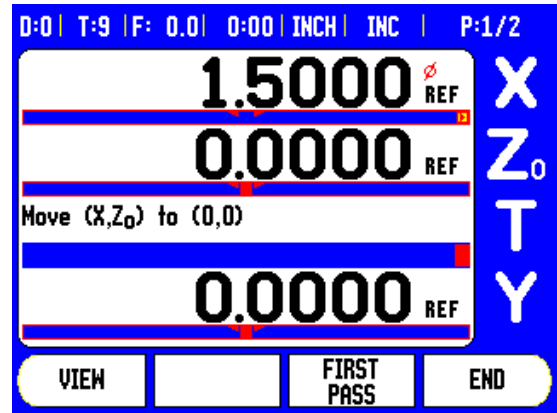 D:0| T:9 |F: 0.0| 0:00|INCH| INC | P:1/2
1.5000 Ø REF X
0.0000 REF Z0
Move (X,Z0) to (0,0)
T
0.0000 REF Y
VIEW FIRST PASS END